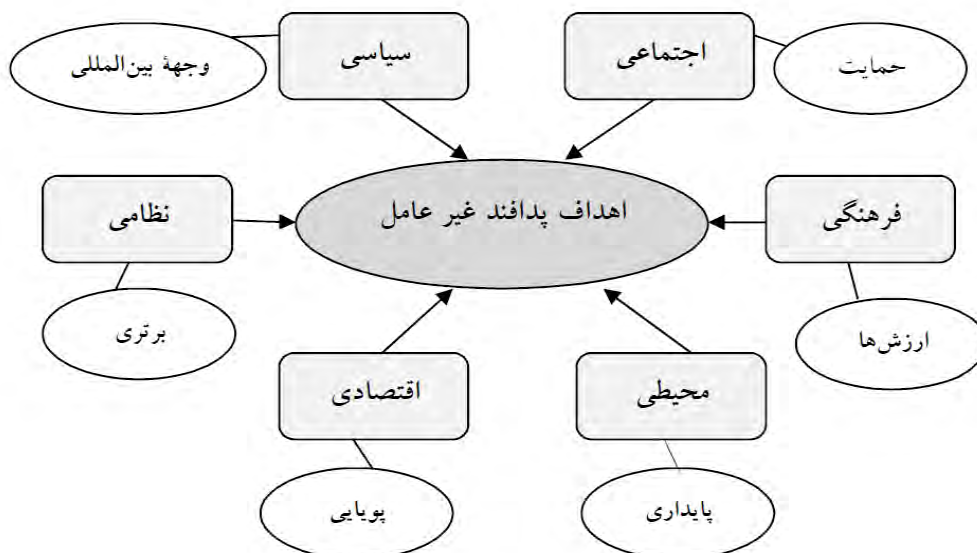 اجتماعی
حمایت
سیاسی
وجههٔ بین‌المللی
اهداف پدافند غیر عامل
فرهنگی
ارزش‌ها
نظامی
برتری
محیطی
پایداری
اقتصادی
پویایی